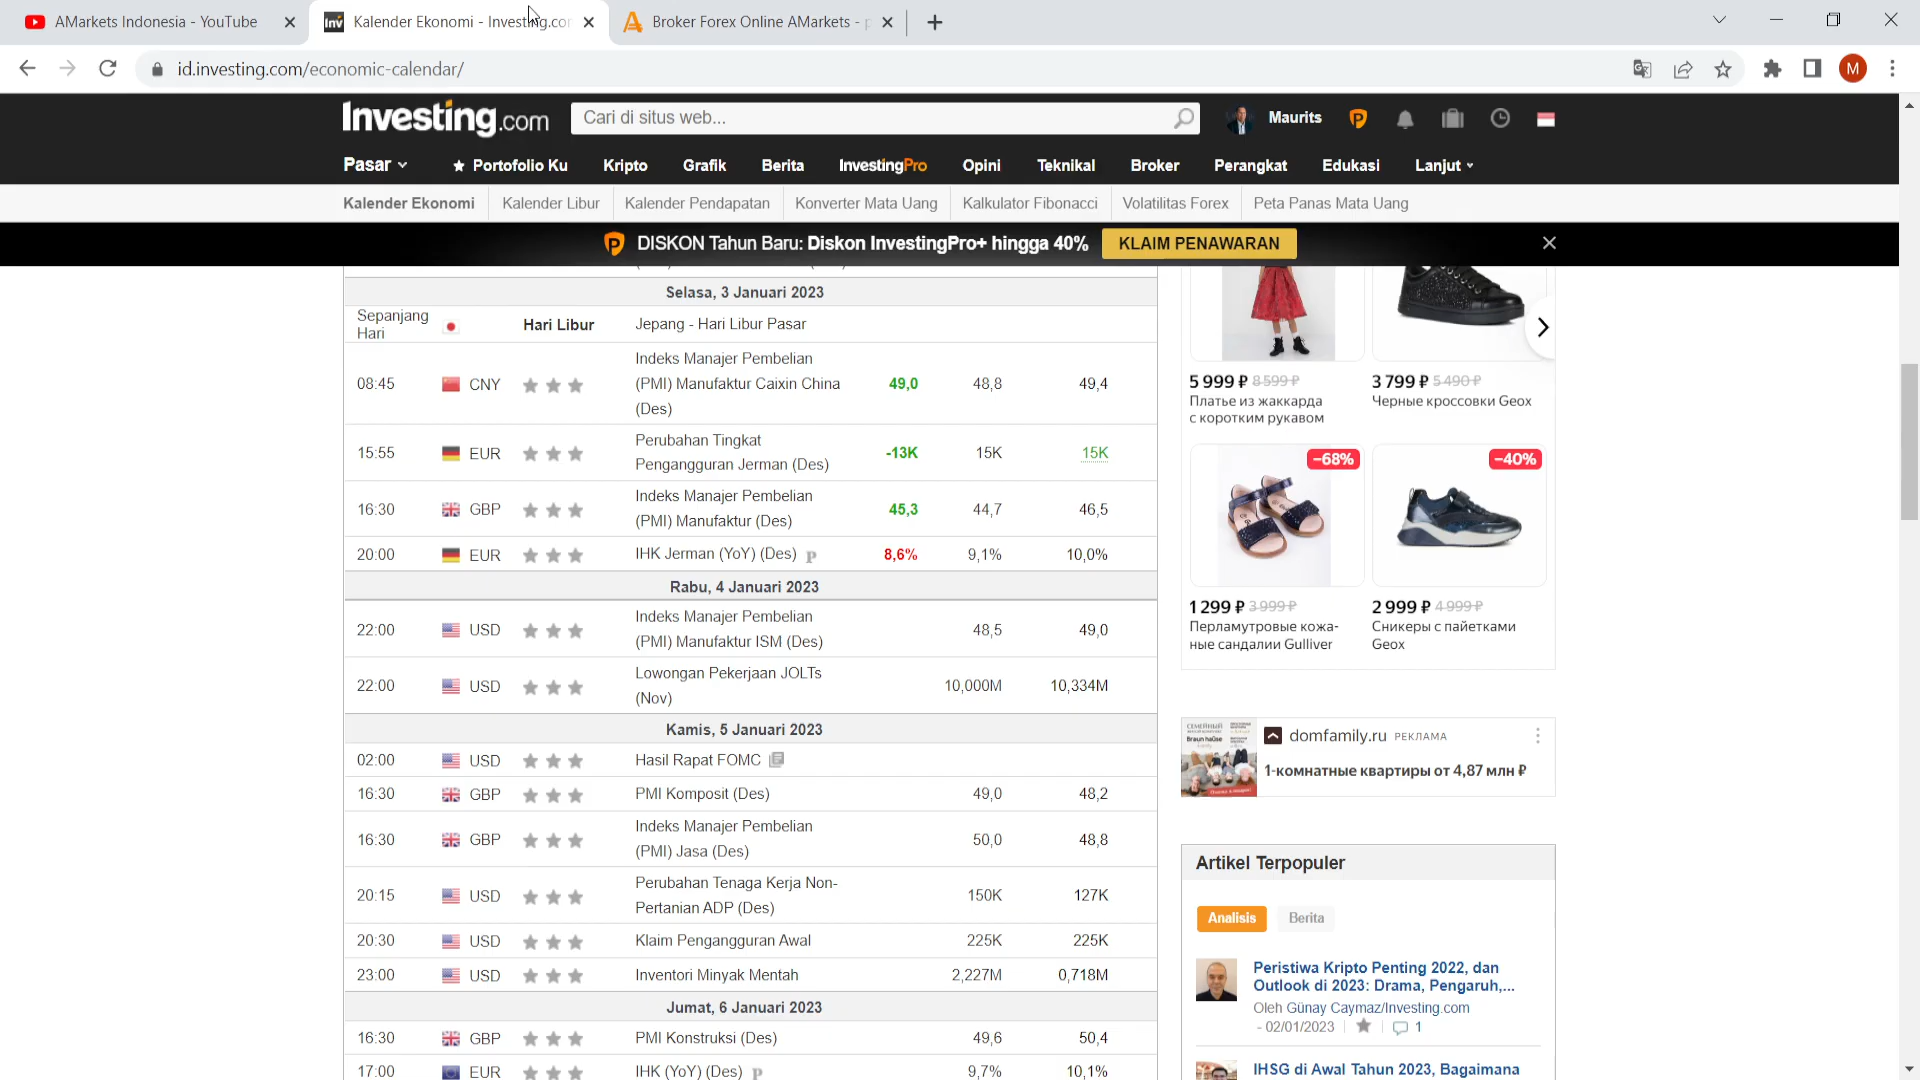 AMarkets Indonesia - YouTube
Kalender Ekonomi - Investing.com
Broker Forex Online AMarkets -
id.investing.com/economic-calendar/
M
Investing.com
Cari di situs web...
Maurits
Pasar
Portofolio Ku
Kripto
Grafik
Berita
InvestingPro
Opini
Teknikal
Broker
Perangkat
Edukasi
Lanjut
Kalender Ekonomi
Kalender Libur
Kalender Pendapatan
Konverter Mata Uang
Kalkulator Fibonacci
Volatilitas Forex
Peta Panas Mata Uang
DISKON Tahun Baru: Diskon InvestingPro+ hingga 40%
KLAIM PENAWARAN
Selasa, 3 Januari 2023
Sepanjang
Hari
Hari Libur
Jepang - Hari Libur Pasar
08:45 CNY
Indeks Manajer Pembelian
(PMI) Manufaktur Caixin China
(Des)
49,0 48,8 49,4
15:55 EUR
Perubahan Tingkat
Pengangguran Jerman (Des)
-13K 15K 15K
16:30 GBP
Indeks Manajer Pembelian
(PMI) Manufaktur (Des)
45,3 44,7 46,5
20:00 EUR IHK Jerman (YoY) (Des) P 8,6% 9,1% 10,0%
Rabu, 4 Januari 2023
22:00 USD
Indeks Manajer Pembelian
(PMI) Manufaktur ISM (Des)
48,5 49,0
22:00 USD
Lowongan Pekerjaan JOLTs
(Nov)
10,000M 10,334M
Kamis, 5 Januari 2023
02:00 USD Hasil Rapat FOMC
16:30 GBP PMI Komposit (Des) 49,0 48,2
16:30 GBP
Indeks Manajer Pembelian
(PMI) Jasa (Des)
50,0 48,8
20:15 USD
Perubahan Tenaga Kerja Non-
Pertanian ADP (Des)
150K 127K
20:30 USD Klaim Pengangguran Awal 225K 225K
23:00 USD Inventori Minyak Mentah 2,227M 0,718M
Jumat, 6 Januari 2023
16:30 GBP PMI Konstruksi (Des) 49,6 50,4
17:00 EUR IHK (YoY) (Des) P 9,7% 10,1%
5 999 ₽ 8 599 ₽
Платье из жаккарда
с коротким рукавом
3 799 ₽ 5 490 ₽
Черные кроссовки Geox
−68%
−40%
1 299 ₽ 3 999 ₽
Перламутровые кожа-
ные сандалии Gulliver
2 999 ₽ 4 999 ₽
Сникеры с пайетками
Geox
domfamily.ru РЕКЛАМА
1-комнатные квартиры от 4,87 млн ₽
Artikel Terpopuler
Analisis
Berita
Peristiwa Kripto Penting 2022, dan
Outlook di 2023: Drama, Pengaruh,...
Oleh Günay Caymaz/Investing.com
- 02/01/2023 1
IHSG di Awal Tahun 2023, Bagaimana